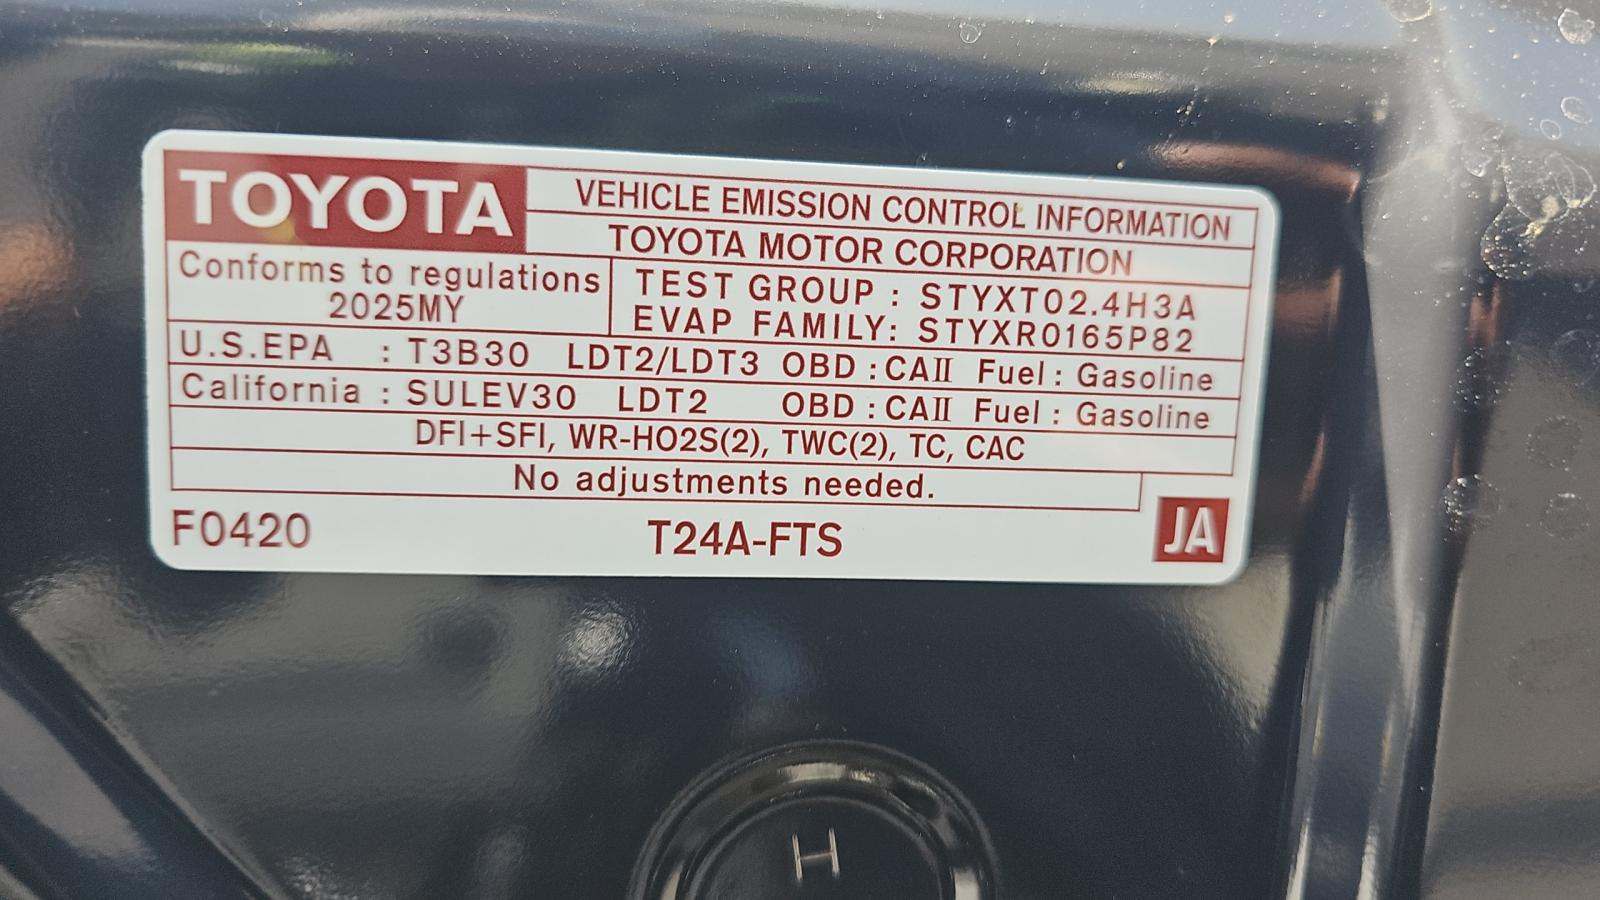 TOYOTA
VEHICLE EMISSION CONTROL INFORMATION
TOYOTA MOTOR CORPORATION
Conforms to regulations
2025MY
TEST GROUP : STYXT02.4H3A
EVAP FAMILY: STYXR0165P82
U.S.EPA : T3B30 LDT2/LDT3 OBD : CAⅡ Fuel : Gasoline
California : SULEV30 LDT2 OBD : CAⅡ Fuel : Gasoline
DFI+SFI, WR-HO2S(2), TWC(2), TC, CAC
No adjustments needed.
F0420
T24A-FTS
JA
H